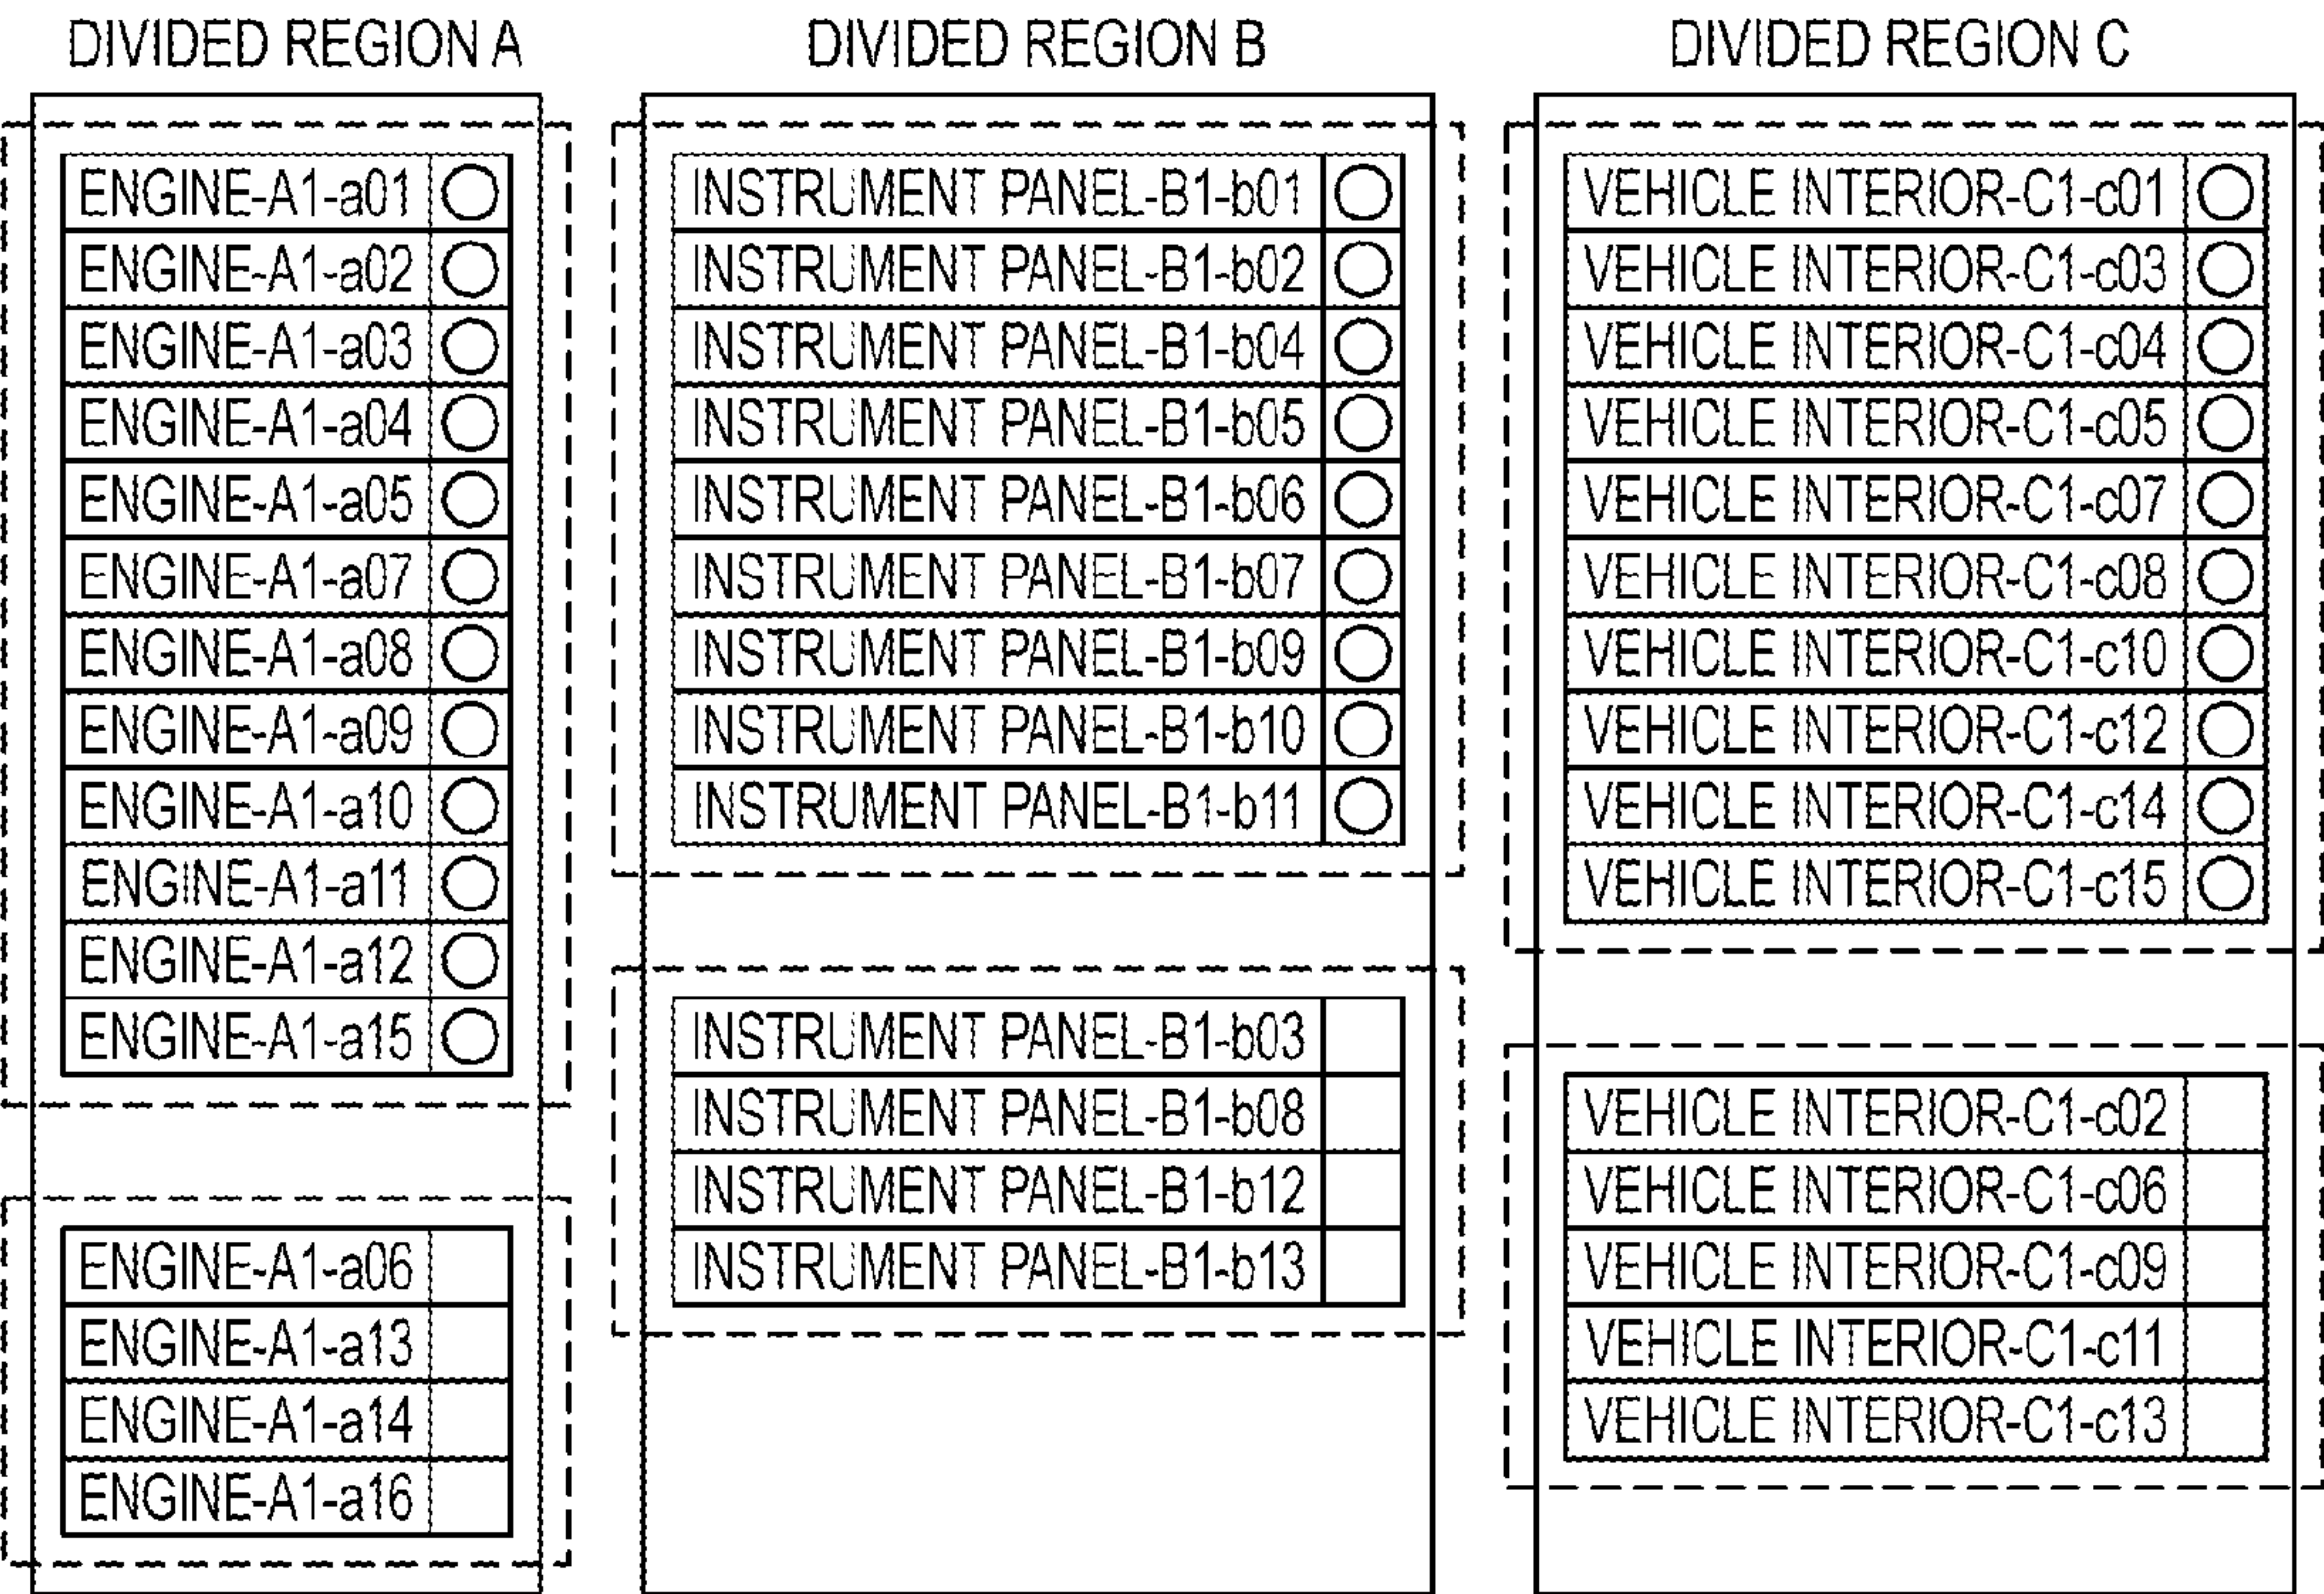 DIVIDED REGION A
ENGINE-A1-a01
ENGINE-A1-a02
ENGINE-A1-a03
ENGINE-A1-a04
ENGINE-A1-a05
ENGINE-A1-a07
ENGINE-A1-a08
ENGINE-A1-a09
ENGINE-A1-a10
ENGINE-A1-a11
ENGINE-A1-a12
ENGINE-A1-a15
ENGINE-A1-a06
ENGINE-A1-a13
ENGINE-A1-a14
ENGINE-A1-a16
DIVIDED REGION B
INSTRUMENT PANEL-B1-b01
INSTRUMENT PANEL-B1-b02
INSTRUMENT PANEL-B1-b04
INSTRUMENT PANEL-B1-b05
INSTRUMENT PANEL-B1-b06
INSTRUMENT PANEL-B1-b07
INSTRUMENT PANEL-B1-b09
INSTRUMENT PANEL-B1-b10
INSTRUMENT PANEL-B1-b11
INSTRUMENT PANEL-B1-b03
INSTRUMENT PANEL-B1-b08
INSTRUMENT PANEL-B1-b12
INSTRUMENT PANEL-B1-b13
DIVIDED REGION C
VEHICLE INTERIOR-C1-c01
VEHICLE INTERIOR-C1-c03
VEHICLE INTERIOR-C1-c04
VEHICLE INTERIOR-C1-c05
VEHICLE INTERIOR-C1-c07
VEHICLE INTERIOR-C1-c08
VEHICLE INTERIOR-C1-c10
VEHICLE INTERIOR-C1-c12
VEHICLE INTERIOR-C1-c14
VEHICLE INTERIOR-C1-c15
VEHICLE INTERIOR-C1-c02
VEHICLE INTERIOR-C1-c06
VEHICLE INTERIOR-C1-c09
VEHICLE INTERIOR-C1-c11
VEHICLE INTERIOR-C1-c13